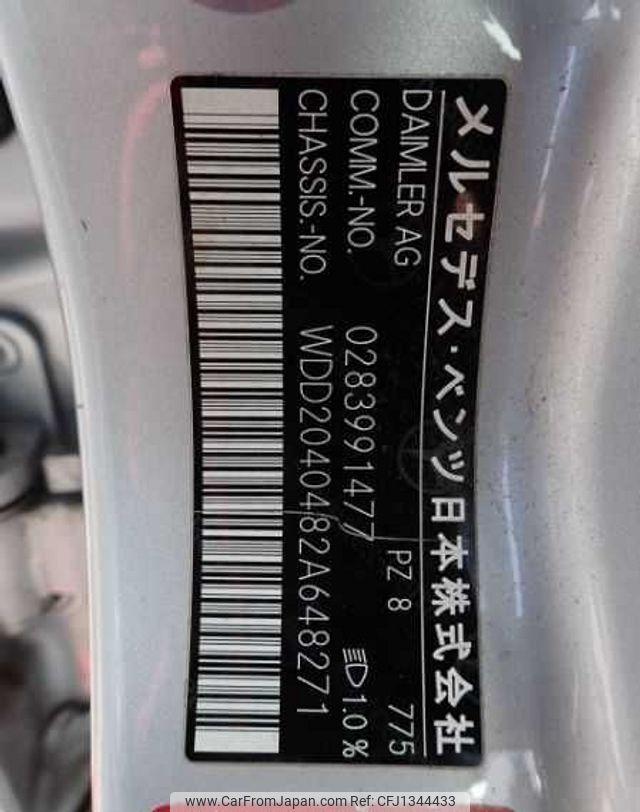 メルセデス・ベンツ日本株式会社
DAIMLER AG PZ 8 775
COMM.-NO. 0283991477 1.0%
CHASSIS.-NO. WDD2040482A648271
www.CarFromJapan.com CFJ1344433